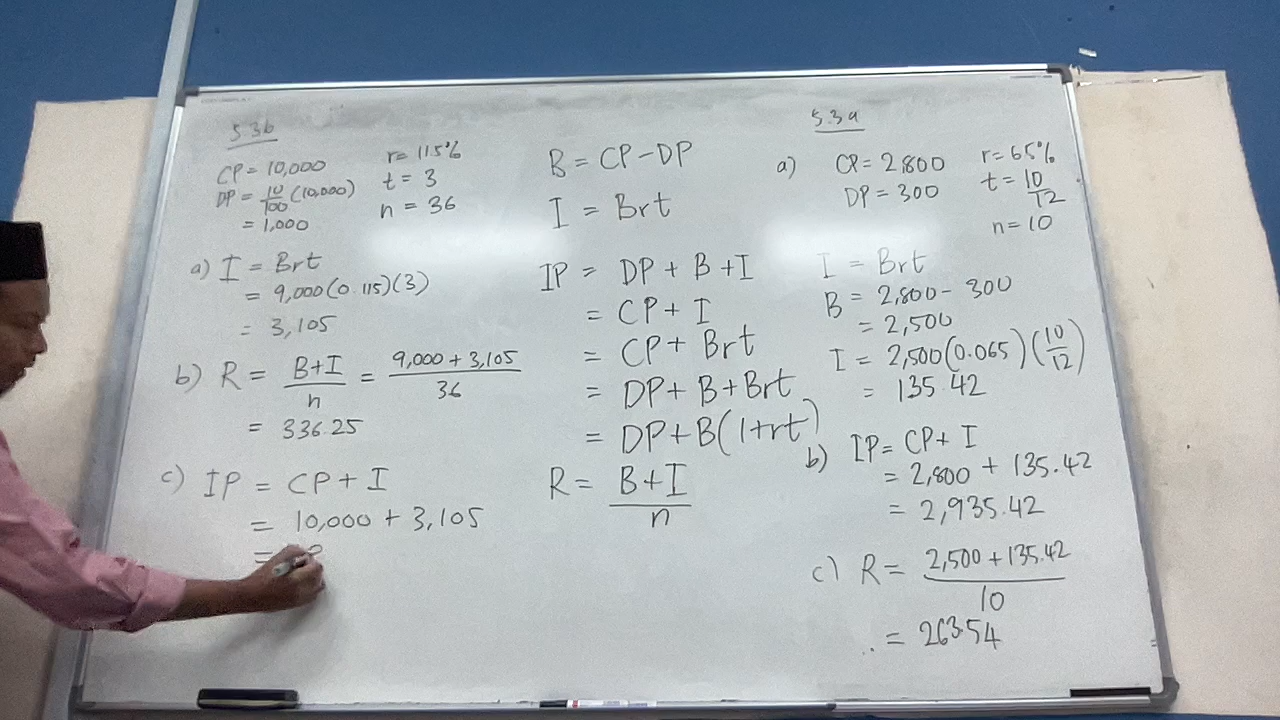 5.3b
CP = 10,000
DP = 10/100 (10,000)
= 1,000
r = 11.5%
t = 3
n = 36
a) I = Brt
= 9,000(0.115)(3)
= 3,105
b) R = B+I/n = 9,000 + 3,105/36
= 336.25
c) IP = CP + I
= 10,000 + 3,105
=
B = CP - DP
I = Brt
IP = DP + B + I
= CP + I
= CP + Brt
= DP + B + Brt
= DP + B(1+rt)
R = B+I/n
5.3a
a) CP = 2,800
DP = 300
r = 6.5%
t = 10/12
n = 10
I = Brt
B = 2,800 - 300
= 2,500
I = 2,500(0.065)(10/12)
= 135.42
b) IP = CP + I
= 2,800 + 135.42
= 2,935.42
c) R = 2,500 + 135.42/10
= 263.54